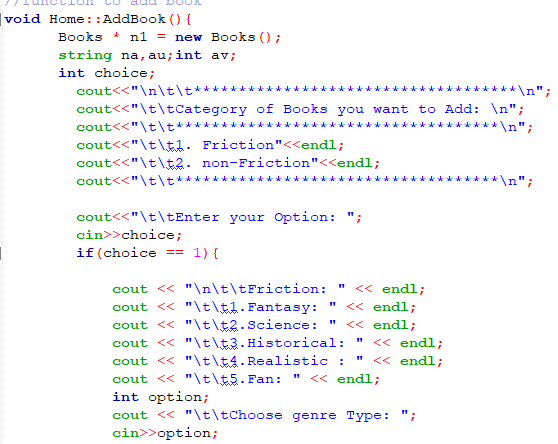 //function to add book
void Home::AddBook(){
Books * n1 = new Books();
string na,au;int av;
int choice;
cout<<"\n\t\t************************************\n";
cout<<"\t\tCategory of Books you want to Add: \n";
cout<<"\t\t************************************\n";
cout<<"\t\t1. Friction"<<endl;
cout<<"\t\t2. non-Friction"<<endl;
cout<<"\t\t************************************\n";
cout<<"\t\tEnter your Option: ";
cin>>choice;
if(choice == 1){
cout << "\n\t\tFriction: " << endl;
cout << "\t\t1.Fantasy: " << endl;
cout << "\t\t2.Science: " << endl;
cout << "\t\t3.Historical: " << endl;
cout << "\t\t4.Realistic : " << endl;
cout << "\t\t5.Fan: " << endl;
int option;
cout << "\t\tChoose genre Type: ";
cin>>option;